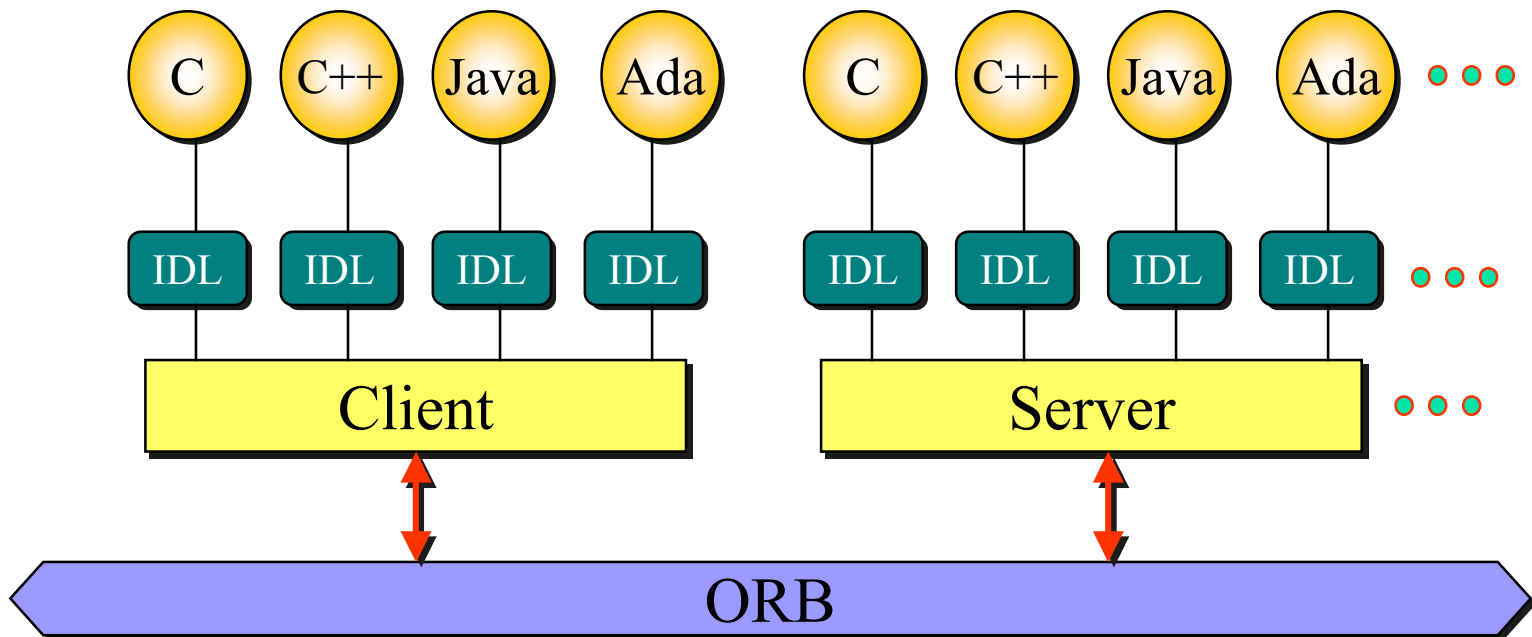 C C++ Java Ada C C++ Java Ada
IDL IDL IDL IDL IDL IDL IDL IDL
Client Server
ORB